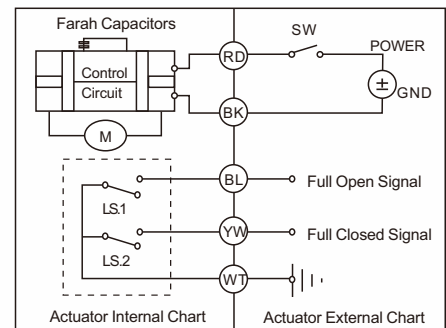 Farah Capacitors
Control
Circuit
M
LS.1
LS.2
Actuator Internal Chart
RD
BK
BL
YW
WT
SW
POWER
±
GND
Full Open Signal
Full Closed Signal
Actuator External Chart